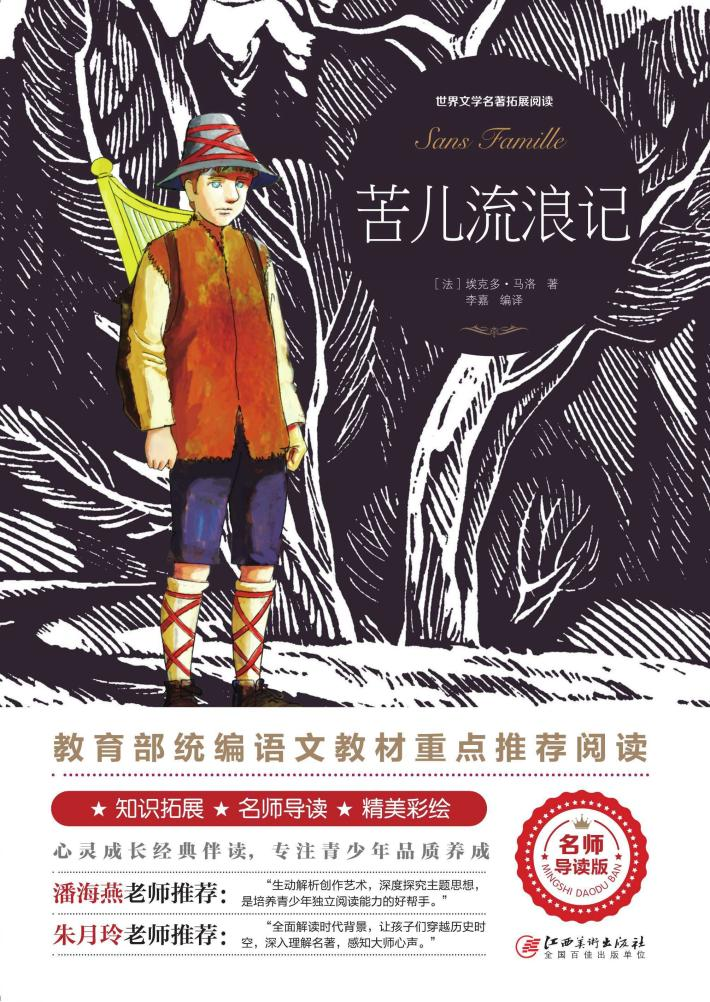 世界文学名著拓展阅读
Sans Famille
苦儿流浪记
［法］埃克多·马洛 著
李嘉 编译
教育部统编语文教材重点推荐阅读
★ 知识拓展 ★ 名师导读 ★ 精美彩绘
心灵成长经典伴读，专注青少年品质养成
潘海燕老师推荐：
“生动解析创作艺术，深度探究主题思想，
是培养青少年独立阅读能力的好帮手。”
朱月玲老师推荐：
“全面解读时代背景，让孩子们穿越历史时
空，深入理解名著，感知大师心声。”
名师
导读版
MINGSHI DAODU BAN
江西美术出版社
全国百佳出版单位